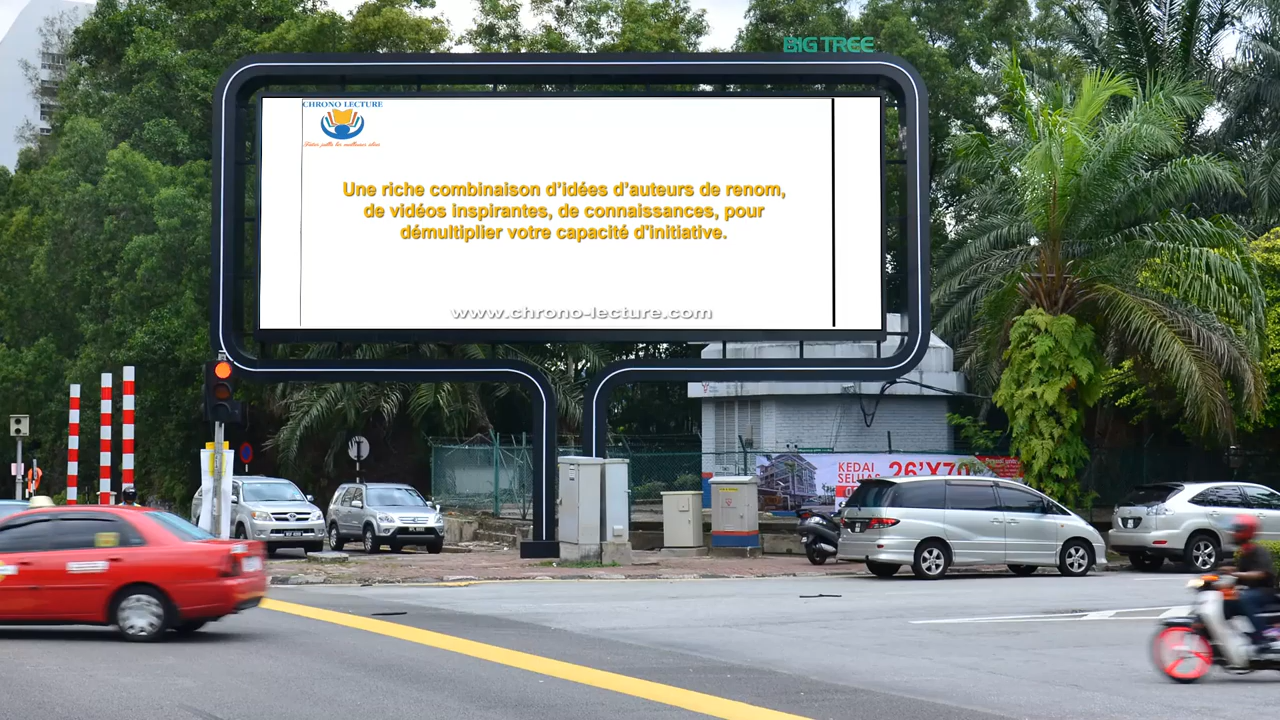 BIG TREE
CHRONO LECTURE
Une riche combinaison d'idées d'auteurs de renom,
de vidéos inspirantes, de connaissances, pour
démultiplier votre capacité d'initiative.
www.chrono-lecture.com
KEDAI
26'X70